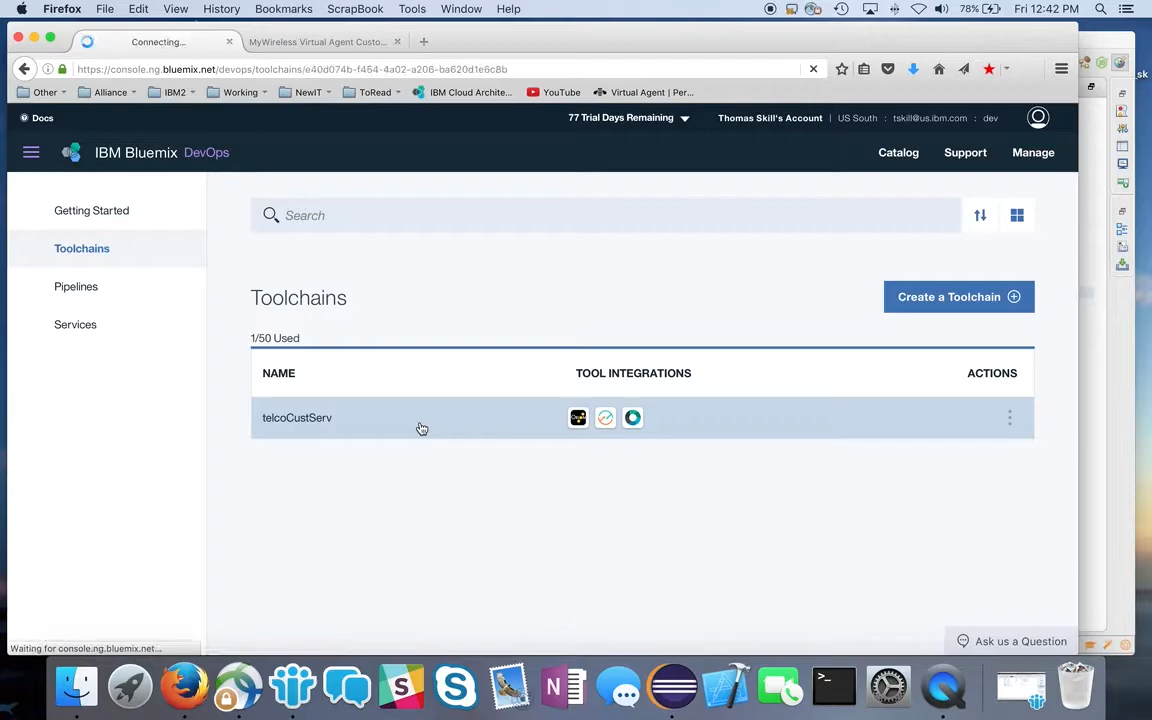 Firefox File Edit View History Bookmarks ScrapBook Tools Window Help 78% Fri 12:42 PM
Connecting... MyWireless Virtual Agent Custo...
https://console.ng.bluemix.net/devops/toolchains/e40d074b-f454-4a02-a206-ba620d1e6c8b
Other Alliance IBM2 Working NewIT ToRead IBM Cloud Archite... YouTube Virtual Agent | Per...
sk
Docs 77 Trial Days Remaining Thomas Skill's Account | US South : tskill@us.ibm.com : dev
IBM Bluemix DevOps Catalog Support Manage
Getting Started
Toolchains
Pipelines
Services
Search
Toolchains Create a Toolchain
1/50 Used
NAME TOOL INTEGRATIONS ACTIONS
telcoCustServ
Waiting for console.ng.bluemix.net...
Ask us a Question